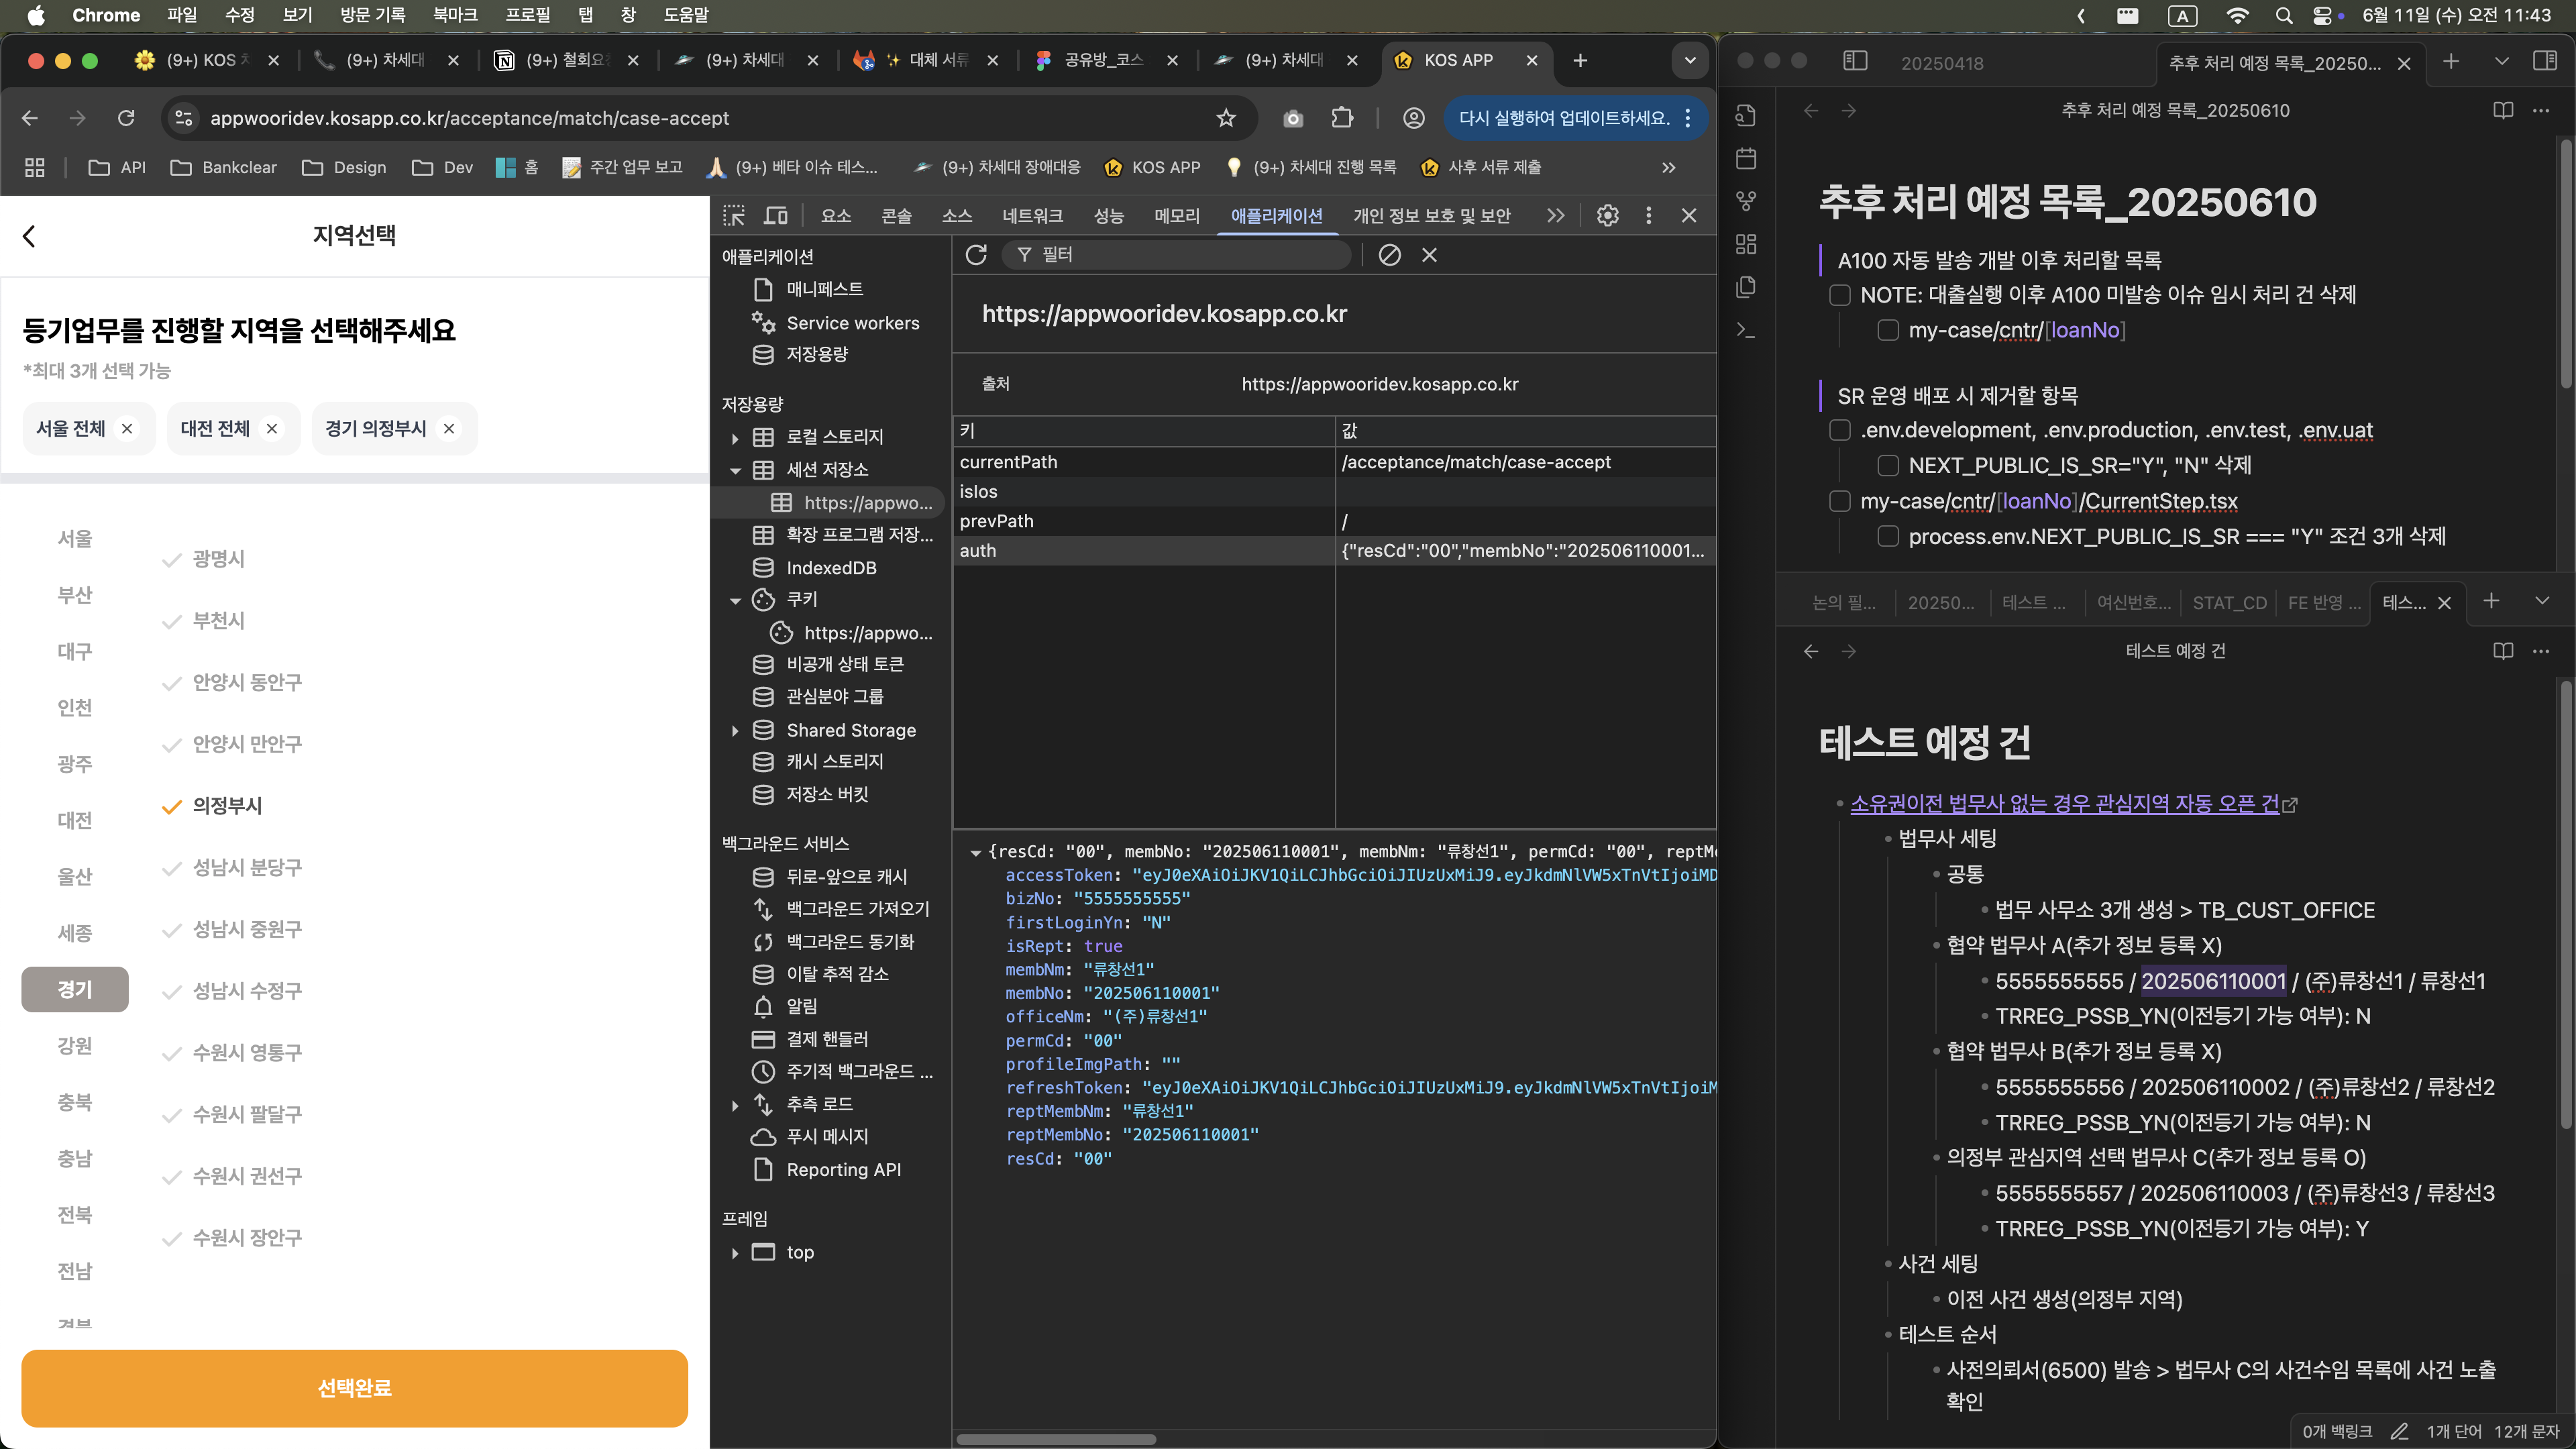 Chrome 파일 수정 보기 방문 기록 북마크 프로필 탭 창 도움말
A 6월 11일 (수) 오전 11:43
(9+) KOS (9+) 차세대 (9+) 철회요청 (9+) 차세대 ✨ 대체 서류 공유방_코스 (9+) 차세대 KOS APP
appwooridev.kosapp.co.kr/acceptance/match/case-accept
다시 실행하여 업데이트하세요.
API Bankclear Design Dev 홈 주간 업무 보고 (9+) 베타 이슈 테스... (9+) 차세대 장애대응 KOS APP (9+) 차세대 진행 목록 사후 서류 제출
지역선택
등기업무를 진행할 지역을 선택해주세요
*최대 3개 선택 가능
서울 전체 대전 전체 경기 의정부시
서울
부산
대구
인천
광주
대전
울산
세종
경기
강원
충북
충남
전북
전남
경북
광명시
부천시
안양시 동안구
안양시 만안구
의정부시
성남시 분당구
성남시 중원구
성남시 수정구
수원시 영통구
수원시 팔달구
수원시 권선구
수원시 장안구
선택완료
요소 콘솔 소스 네트워크 성능 메모리 애플리케이션 개인 정보 보호 및 보안
애플리케이션
매니페스트
Service workers
저장용량
저장용량
로컬 스토리지
세션 저장소
https://appwo...
확장 프로그램 저장...
IndexedDB
쿠키
https://appwo...
비공개 상태 토큰
관심분야 그룹
Shared Storage
캐시 스토리지
저장소 버킷
백그라운드 서비스
뒤로-앞으로 캐시
백그라운드 가져오기
백그라운드 동기화
이탈 추적 감소
알림
결제 핸들러
주기적 백그라운드 ...
추측 로드
푸시 메시지
Reporting API
프레임
top
필터
https://appwooridev.kosapp.co.kr
출처 https://appwooridev.kosapp.co.kr
키 값
currentPath /acceptance/match/case-accept
isIos
prevPath /
auth {"resCd":"00","membNo":"202506110001...
{resCd: "00", membNo: "202506110001", membNm: "류창선1", permCd: "00", reptMe
accessToken: "eyJ0eXAiOiJKV1QiLCJhbGciOiJIUzUxMiJ9.eyJkdmNlVW5xTnVtIjoiMD
bizNo: "5555555555"
firstLoginYn: "N"
isRept: true
membNm: "류창선1"
membNo: "202506110001"
officeNm: "(주)류창선1"
permCd: "00"
profileImgPath: ""
refreshToken: "eyJ0eXAiOiJKV1QiLCJhbGciOiJIUzUxMiJ9.eyJkdmNlVW5xTnVtIjoiM
reptMembNm: "류창선1"
reptMembNo: "202506110001"
resCd: "00"
20250418 추후 처리 예정 목록_20250...
추후 처리 예정 목록_20250610
추후 처리 예정 목록_20250610
A100 자동 발송 개발 이후 처리할 목록
NOTE: 대출실행 이후 A100 미발송 이슈 임시 처리 건 삭제
my-case/cntr/[loanNo]
SR 운영 배포 시 제거할 항목
.env.development, .env.production, .env.test, .env.uat
NEXT_PUBLIC_IS_SR="Y", "N" 삭제
my-case/cntr/[loanNo]/CurrentStep.tsx
process.env.NEXT_PUBLIC_IS_SR === "Y" 조건 3개 삭제
논의 필... 20250... 테스트 ... 여신번호... STAT_CD FE 반영 ... 테스...
테스트 예정 건
테스트 예정 건
소유권이전 법무사 없는 경우 관심지역 자동 오픈 건
법무사 세팅
공통
법무 사무소 3개 생성 > TB_CUST_OFFICE
협약 법무사 A(추가 정보 등록 X)
5555555555 / 202506110001 / (주)류창선1 / 류창선1
TRREG_PSSB_YN(이전등기 가능 여부): N
협약 법무사 B(추가 정보 등록 X)
5555555556 / 202506110002 / (주)류창선2 / 류창선2
TRREG_PSSB_YN(이전등기 가능 여부): N
의정부 관심지역 선택 법무사 C(추가 정보 등록 O)
5555555557 / 202506110003 / (주)류창선3 / 류창선3
TRREG_PSSB_YN(이전등기 가능 여부): Y
사건 세팅
이전 사건 생성(의정부 지역)
테스트 순서
사전의뢰서(6500) 발송 > 법무사 C의 사건수임 목록에 사건 노출
확인
0개 백링크 1개 단어 12개 문자